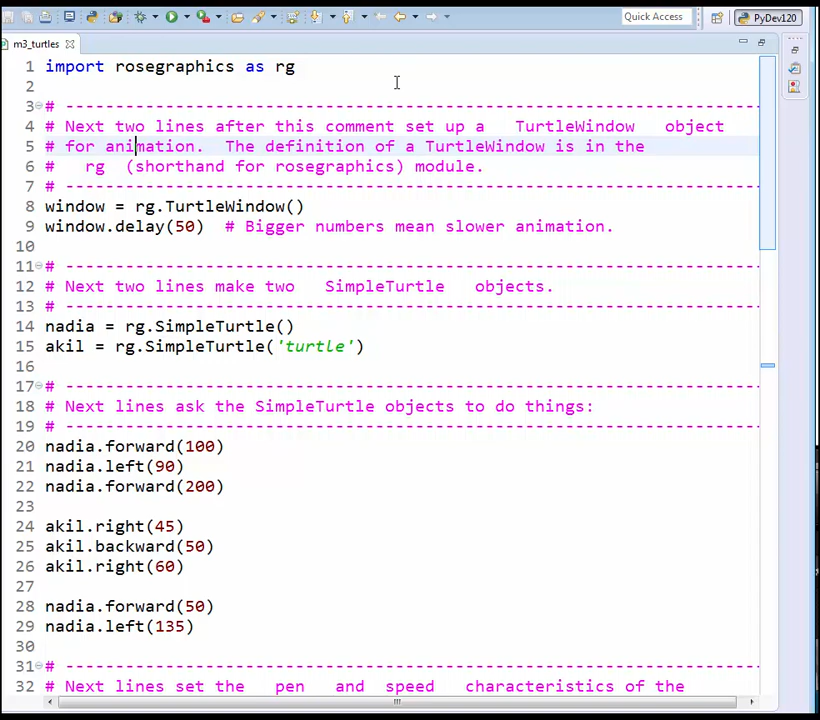 Quick Access PyDev120
m3_turtles
1 import rosegraphics as rg
2
3 # ----------------------------------------------------------------------
4 # Next two lines after this comment set up a   TurtleWindow   object
5 # for animation.  The definition of a TurtleWindow is in the
6 #   rg  (shorthand for rosegraphics) module.
7 # ----------------------------------------------------------------------
8 window = rg.TurtleWindow()
9 window.delay(50)  # Bigger numbers mean slower animation.
10
11 # ----------------------------------------------------------------------
12 # Next two lines make two   SimpleTurtle   objects.
13 # ----------------------------------------------------------------------
14 nadia = rg.SimpleTurtle()
15 akil = rg.SimpleTurtle('turtle')
16
17 # ----------------------------------------------------------------------
18 # Next lines ask the SimpleTurtle objects to do things:
19 # ----------------------------------------------------------------------
20 nadia.forward(100)
21 nadia.left(90)
22 nadia.forward(200)
23
24 akil.right(45)
25 akil.backward(50)
26 akil.right(60)
27
28 nadia.forward(50)
29 nadia.left(135)
30
31 # ----------------------------------------------------------------------
32 # Next lines set the   pen   and  speed   characteristics of the